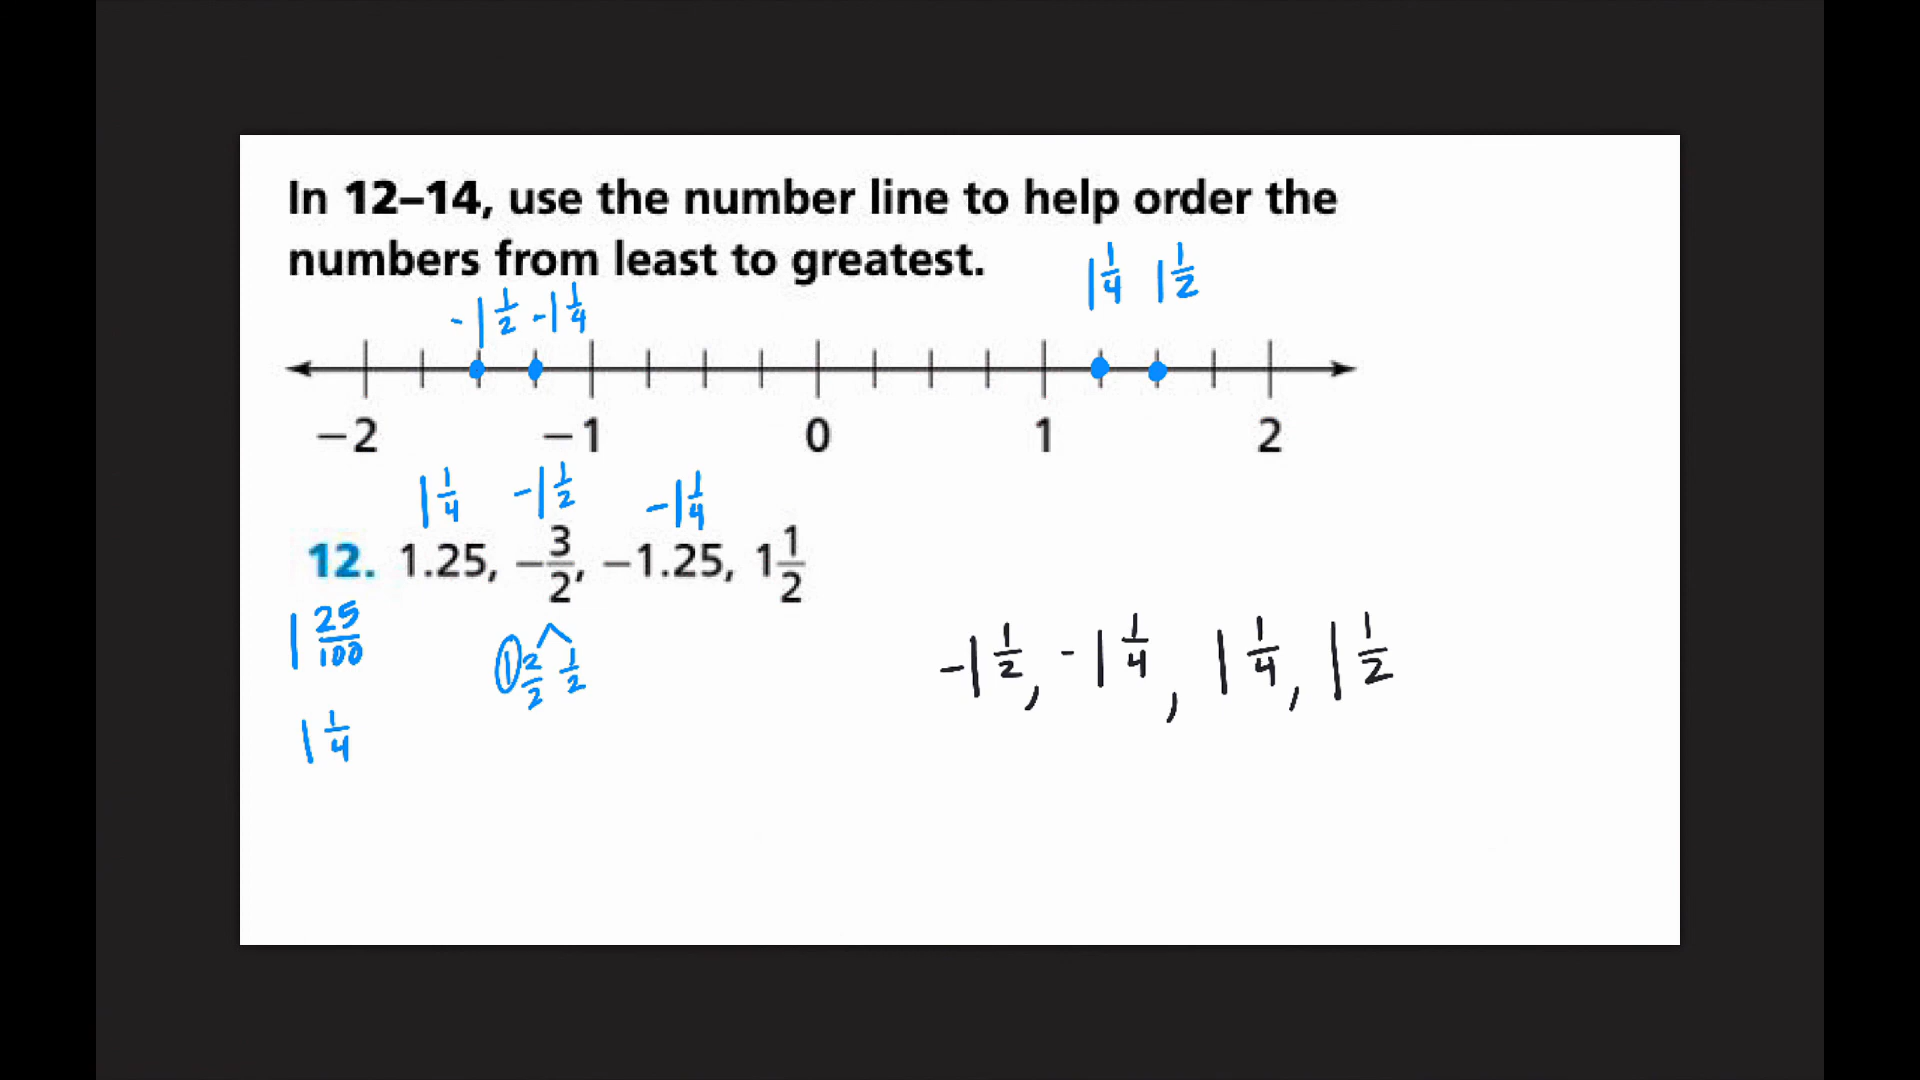 In 12–14, use the number line to help order the
numbers from least to greatest.
1 1/4 1 1/2
-1 1/2 -1 1/4
−2 −1 0 1 2
1 1/4 -1 1/2 -1 1/4
12. 1.25, −3/2, −1.25, 1 1/2
1 25/100
1 2/2 1/2
-1 1/2, -1 1/4, 1 1/4, 1 1/2
1 1/4